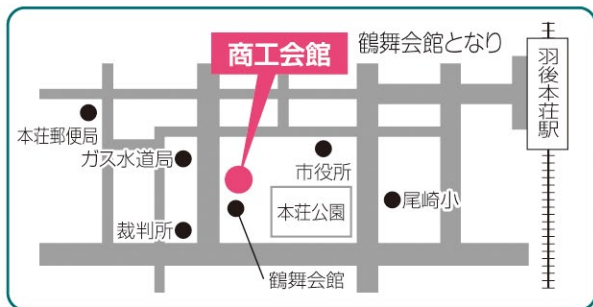 商工会館
鶴舞会館となり
羽後本荘駅
本荘郵便局
ガス水道局
市役所
本荘公園
尾崎小
裁判所
鶴舞会館